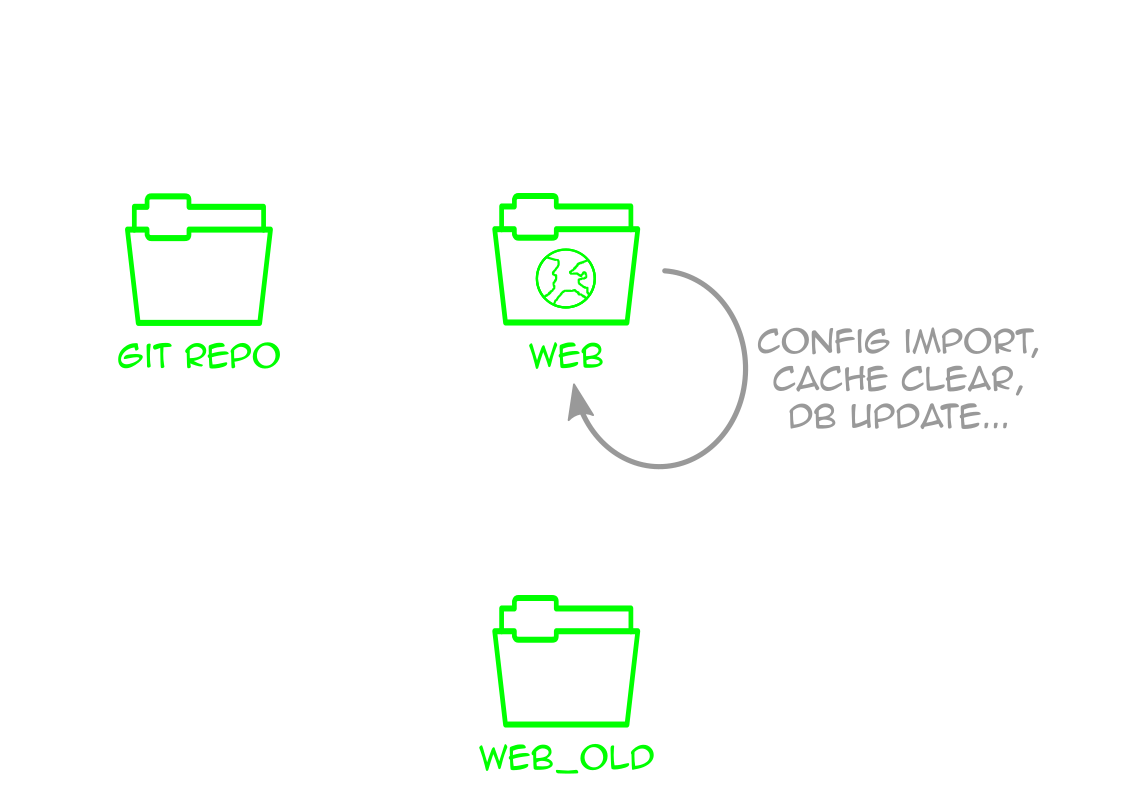 GIT REPO
WEB
CONFIG IMPORT,
CACHE CLEAR,
DB UPDATE...
WEB_OLD